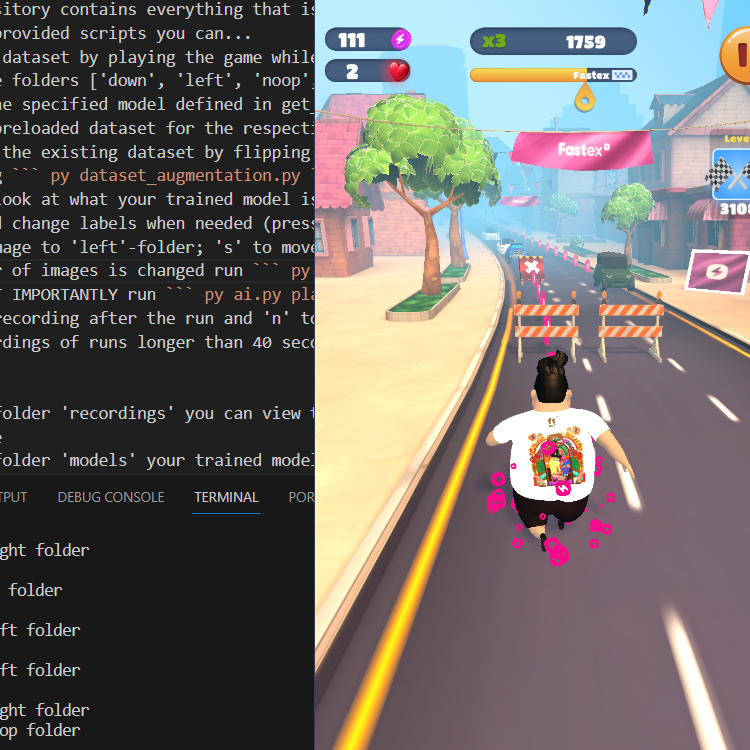 sitory contains everything that is
provided scripts you can...
dataset by playing the game while
e folders ['down', 'left', 'noop',
he specified model defined in get
preloaded dataset for the respecti
the existing dataset by flipping
g ``` py dataset_augmentation.py `
look at what your trained model is
d change labels when needed (press
mage to 'left'-folder; 's' to move
r of images is changed run ``` py
T IMPORTANTLY run ``` py ai.py pla
recording after the run and 'n' to
rdings of runs longer than 40 seco
folder 'recordings' you can view t
e
folder 'models' your trained model
TPUT DEBUG CONSOLE TERMINAL POR
ght folder
folder
ft folder
ft folder
ght folder
op folder
111
2
x3 1759
Fastex
Fastex
Level
3108